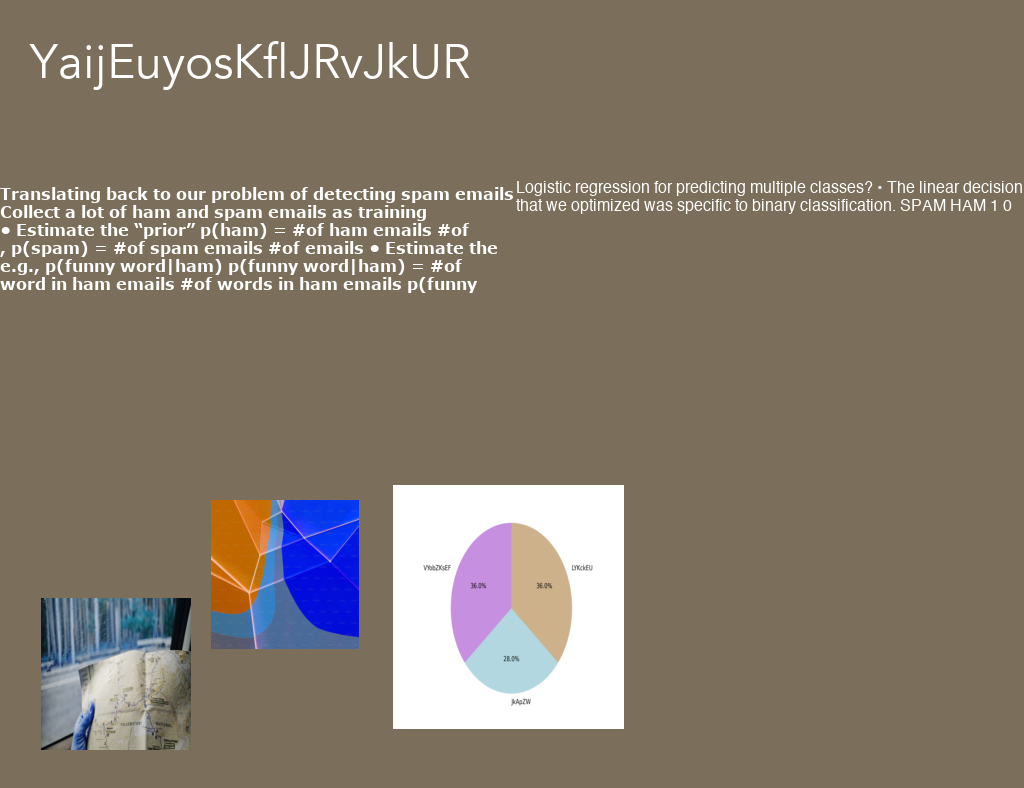 YaijEuyosKflJRvJkUR
Translating back to our problem of detecting spam emails
Collect a lot of ham and spam emails as training
● Estimate the “prior” p(ham) = #of ham emails #of
, p(spam) = #of spam emails #of emails ● Estimate the
e.g., p(funny word|ham) p(funny word|ham) = #of
word in ham emails #of words in ham emails p(funny
Logistic regression for predicting multiple classes? • The linear decision
that we optimized was specific to binary classification. SPAM HAM 1 0
VYobZKsEF
LYKckEU
36.0%
36.0%
28.0%
JkApZW